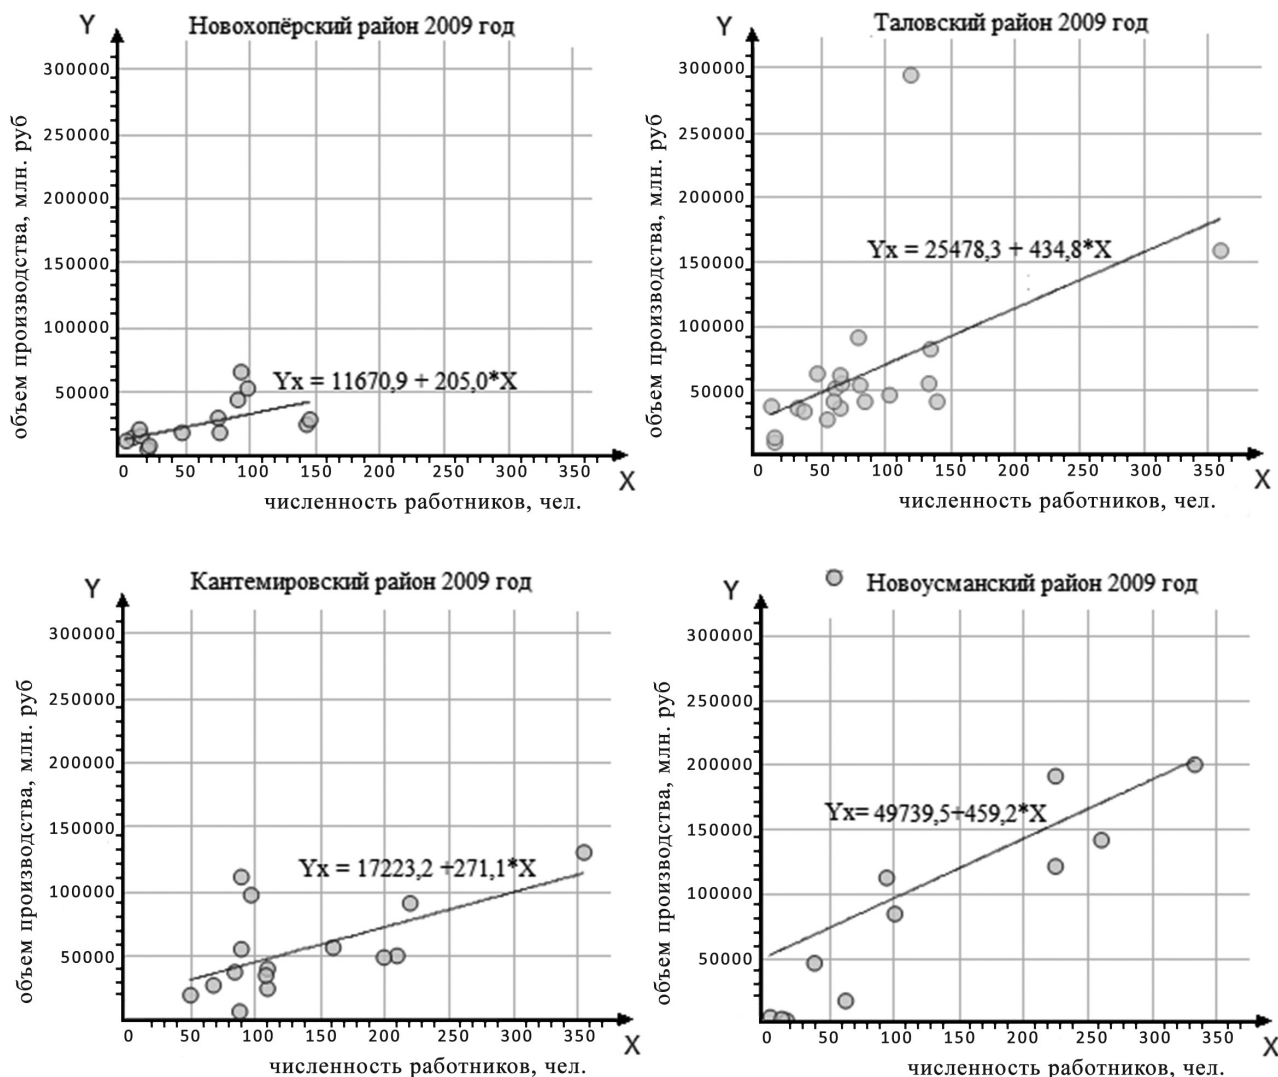 Y
Новохопёрский район 2009 год
300000
250000
200000
150000
100000
50000
объем производства, млн. руб
Yx = 11670,9 + 205,0*X
0 50 100 150 200 250 300 350
X
численность работников, чел.
Y
Таловский район 2009 год
300000
250000
200000
150000
100000
50000
объем производства, млн. руб
Yx = 25478,3 + 434,8*X
0 50 100 150 200 250 300 350
X
численность работников, чел.
Y
Кантемировский район 2009 год
300000
250000
200000
150000
100000
50000
объем производства, млн. руб
Yx = 17223,2 +271,1*X
0 50 100 150 200 250 300 350
X
численность работников, чел.
Y
Новоусманский район 2009 год
300000
250000
200000
150000
100000
50000
объем производства, млн. руб
Yx= 49739,5+459,2*X
0 50 100 150 200 250 300 350
X
численность работников, чел.